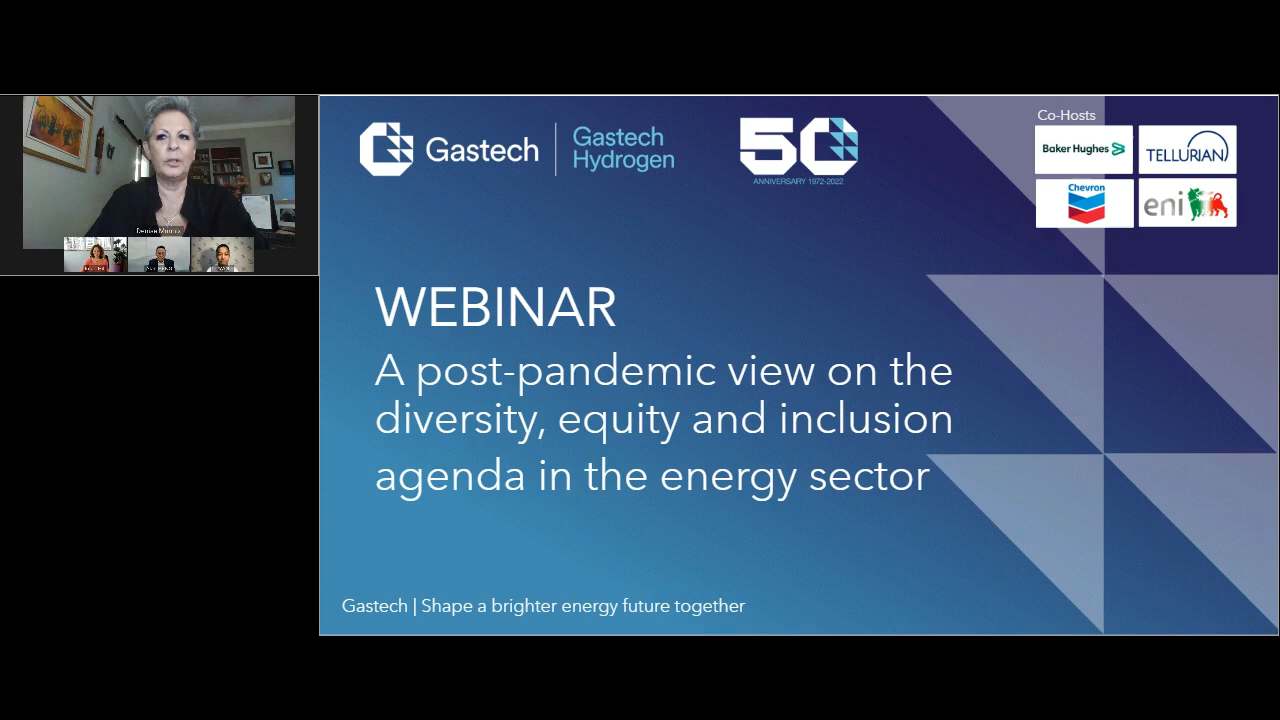 Gastech
Gastech
Hydrogen
50
ANNIVERSARY 1972-2022
Co-Hosts
Baker Hughes
TELLURIAN
Chevron
eni
Denise
WEBINAR
A post-pandemic view on the
diversity, equity and inclusion
agenda in the energy sector
Gastech | Shape a brighter energy future together